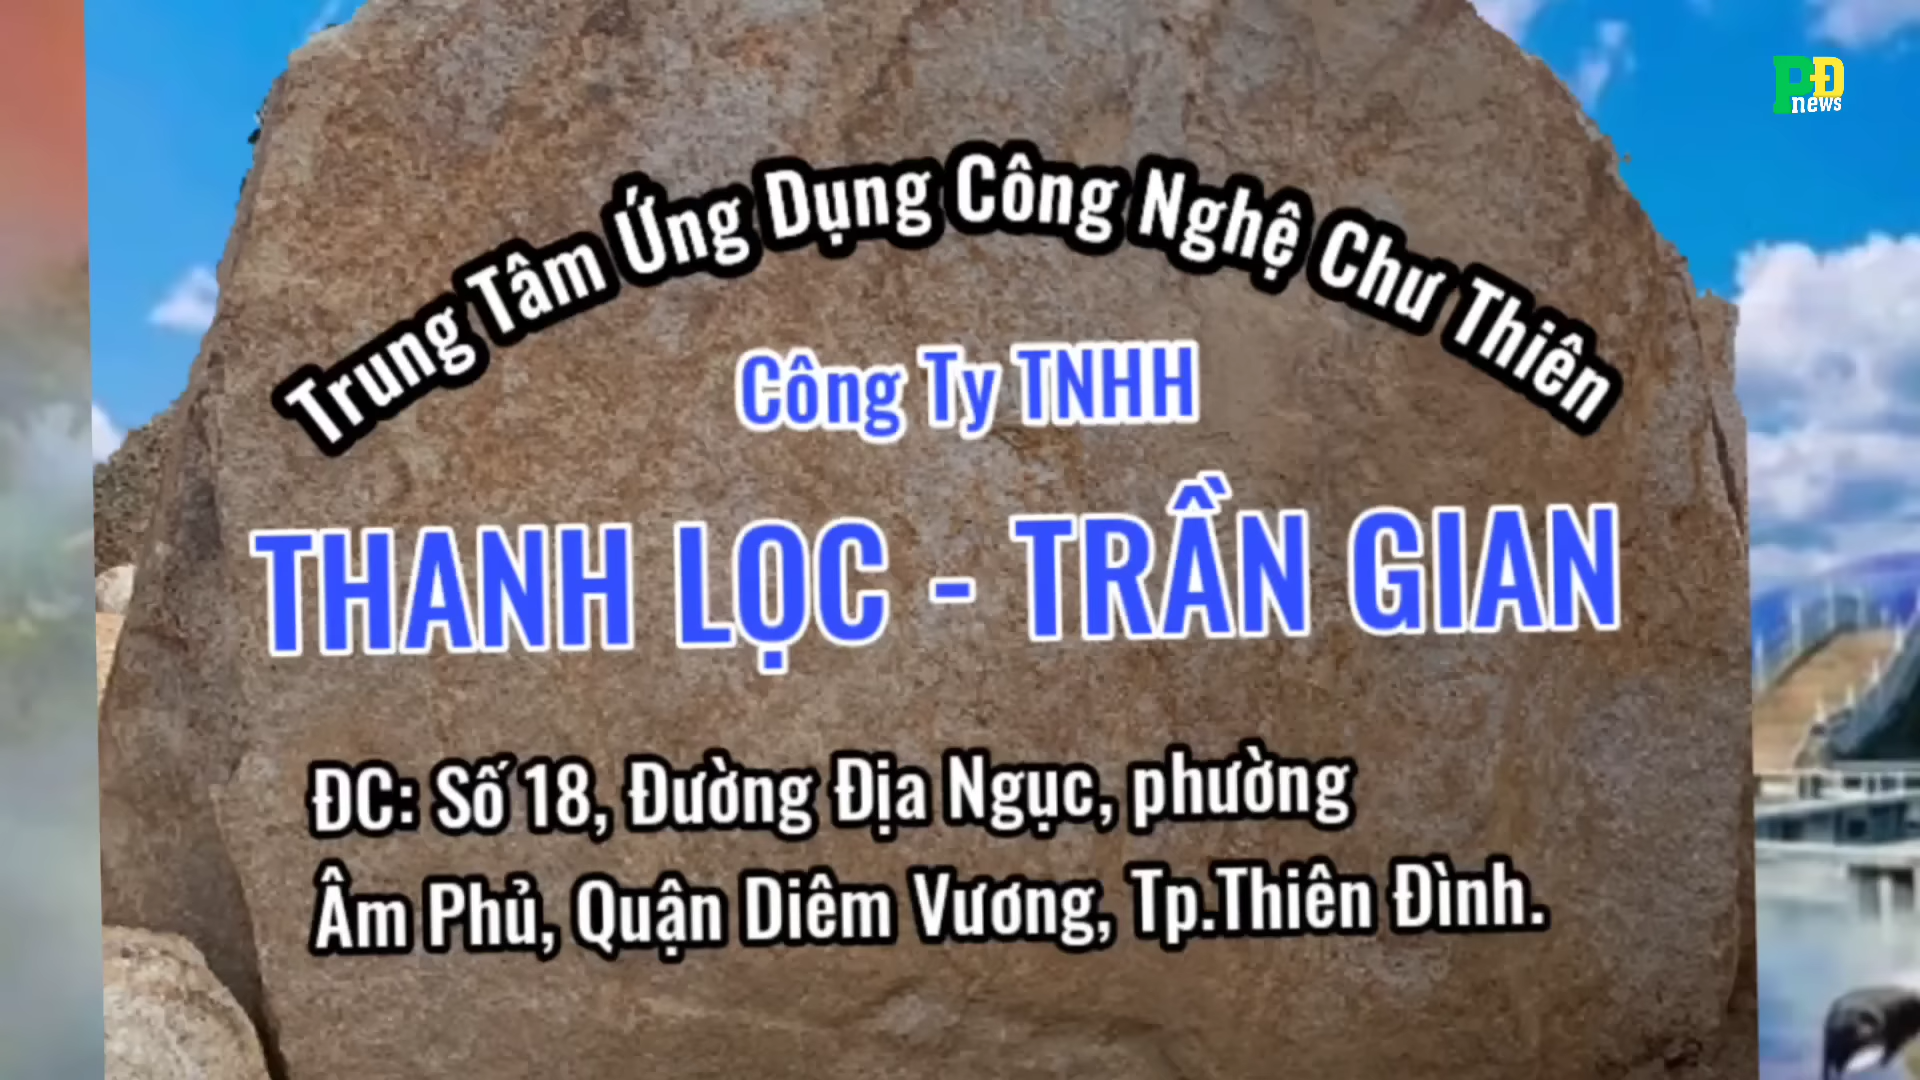 PĐ
news
Trung Tâm Ứng Dụng Công Nghệ Chư Thiên
Công Ty TNHH
THANH LỌC - TRẦN GIAN
ĐC: Số 18, Đường Địa Ngục, phường
Âm Phủ, Quận Diêm Vương, Tp.Thiên Đình.